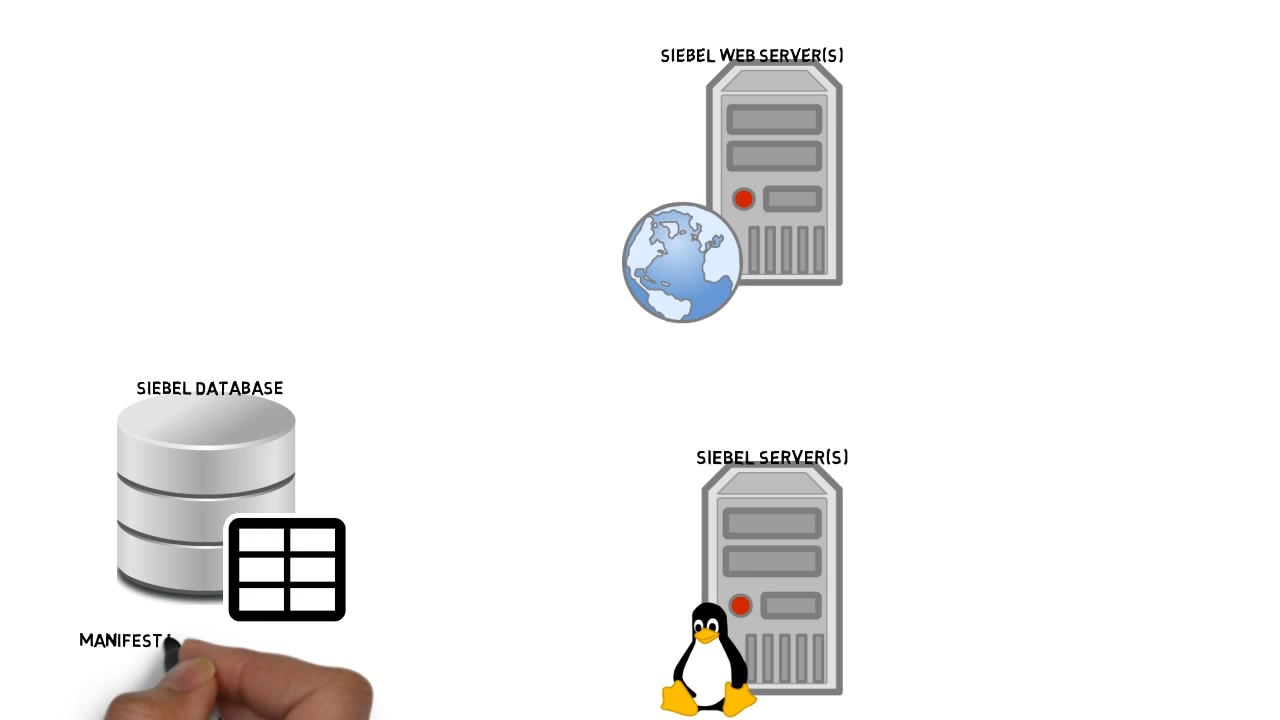 SIEBEL WEB SERVER(S)
SIEBEL DATABASE
SIEBEL SERVER(S)
MANIFEST